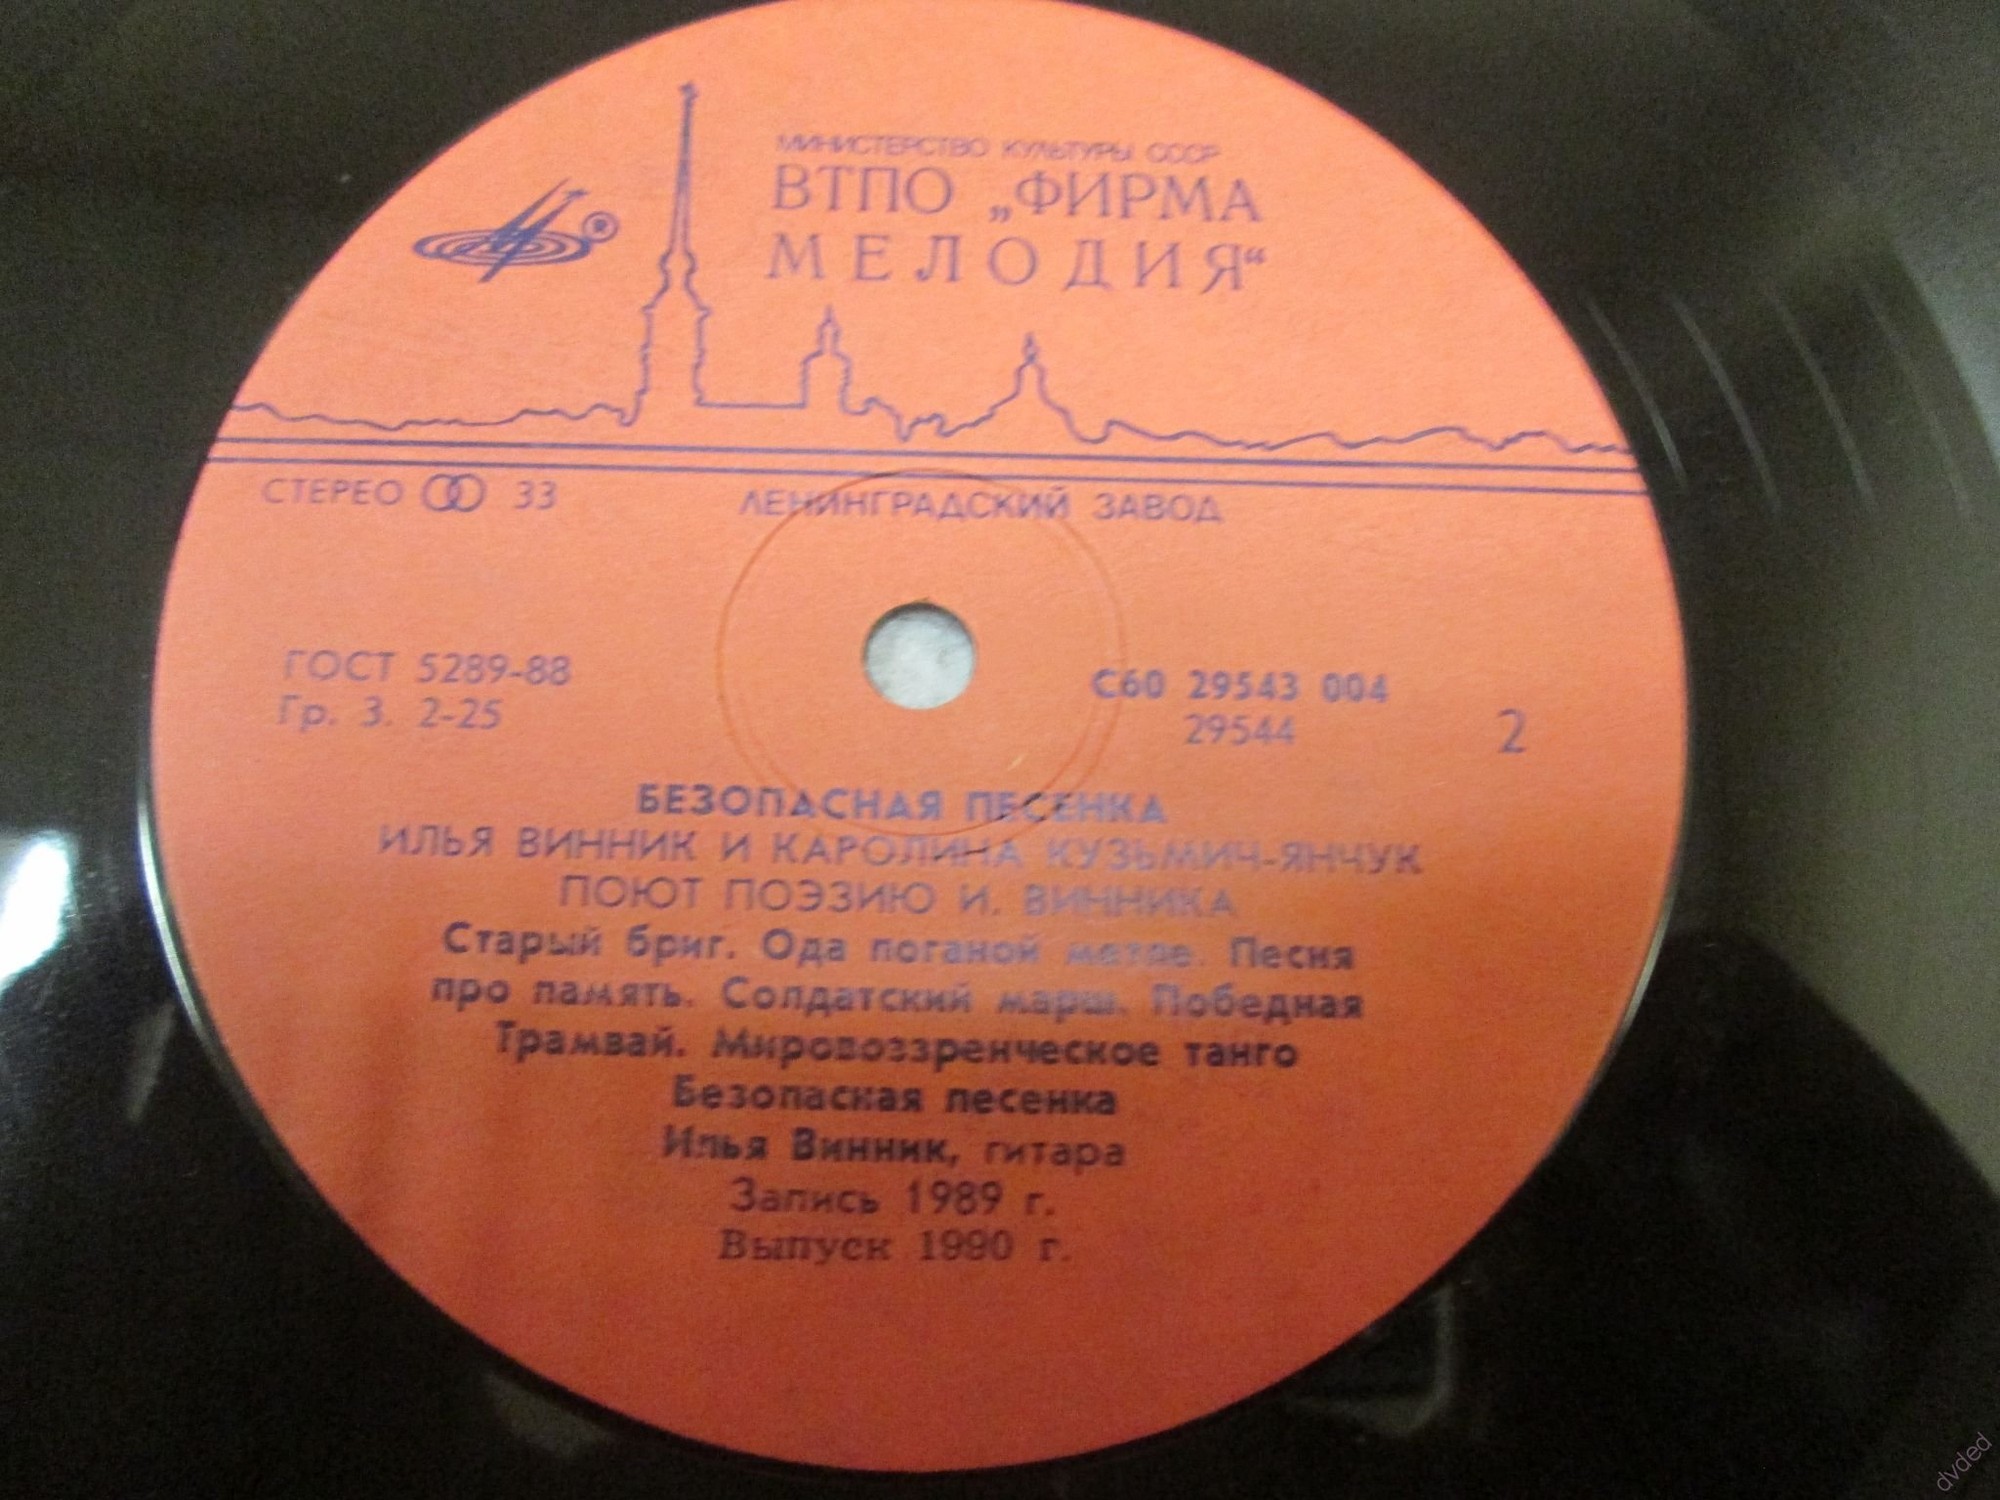 МИНИСТЕРСТВО КУЛЬТУРЫ СССР
ВТПО „ФИРМА
МЕЛОДИЯ“
®
СТЕРЕО 33
ЛЕНИНГРАДСКИЙ ЗАВОД
ГОСТ 5289-88
Гр. 3. 2-25
С60 29543 004
29544
2
БЕЗОПАСНАЯ ПЕСЕНКА
ИЛЬЯ ВИННИК И КАРОЛИНА КУЗЬМИЧ-ЯНЧУК
ПОЮТ ПОЭЗИЮ И. ВИННИКА
Старый бриг. Ода поганой метле. Песня
про память. Солдатский марш. Победная
Трамвай. Мировоззренческое танго
Безопасная песенка
Илья Винник, гитара
Запись 1989 г.
Выпуск 1990 г.
dvded